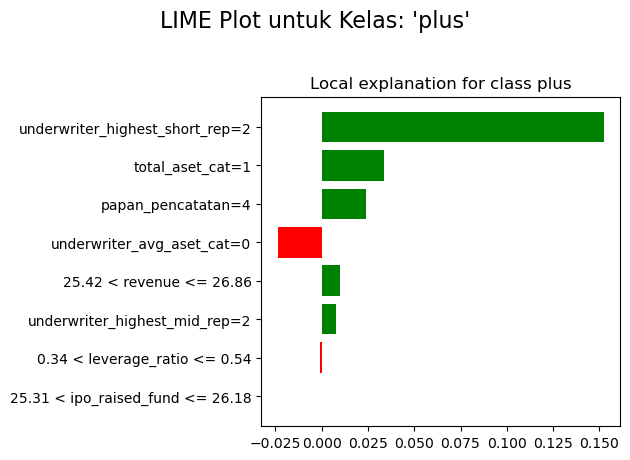 LIME Plot untuk Kelas: 'plus'
Local explanation for class plus
underwriter_highest_short_rep=2
total_aset_cat=1
papan_pencatatan=4
underwriter_avg_aset_cat=0
25.42 < revenue <= 26.86
underwriter_highest_mid_rep=2
0.34 < leverage_ratio <= 0.54
25.31 < ipo_raised_fund <= 26.18
−0.025 0.000 0.025 0.050 0.075 0.100 0.125 0.150